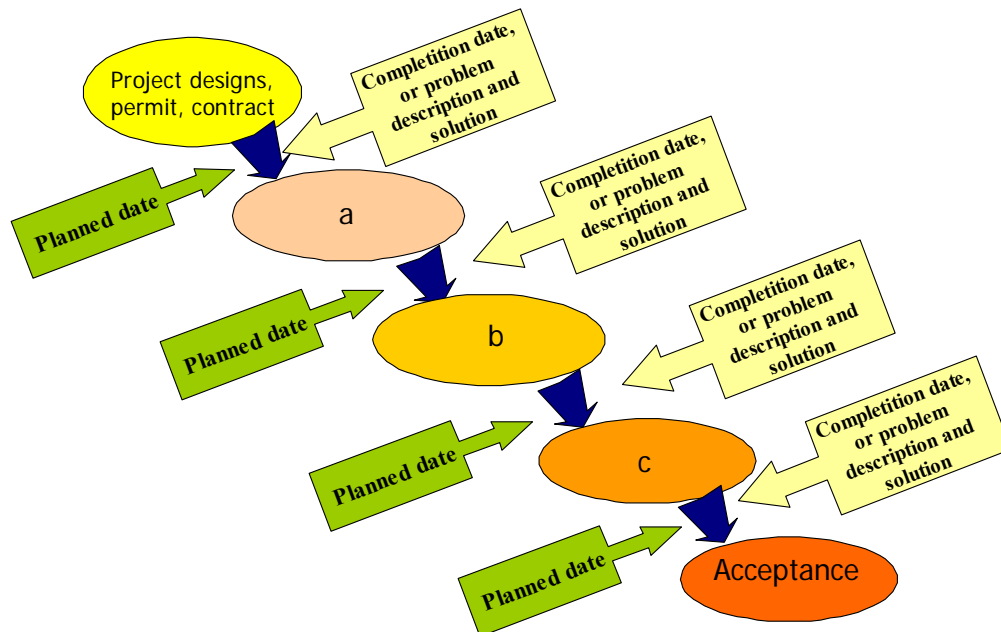 Project designs,
permit, contract
Completition date,
or problem
description and
solution
Planned date
a
Completition date,
or problem
description and
solution
Planned date
b
Completition date,
or problem
description and
solution
Planned date
c
Completition date,
or problem
description and
solution
Planned date
Acceptance